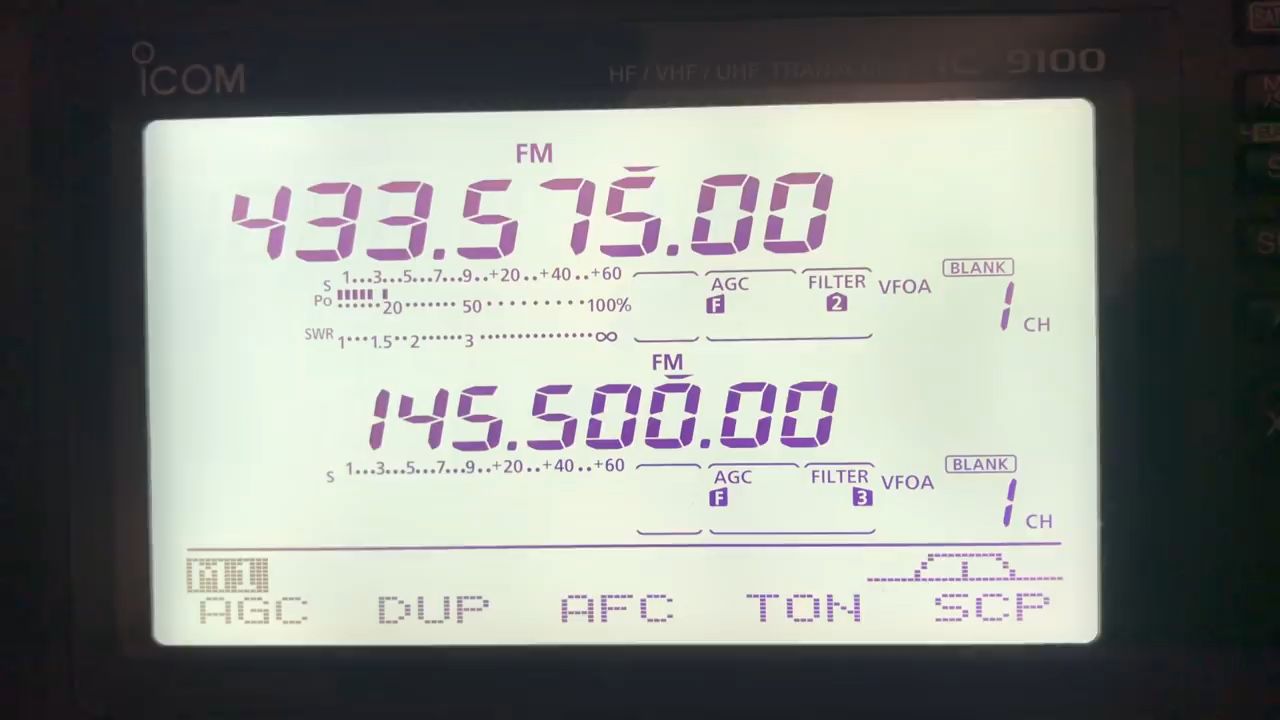 ICOM
HF / VHF / UHF TRANSCEIVER IC-9100
FM
433.575.00
S 1...3...5...7...9..+20..+40..+60
Po 20 50 100%
SWR 1 1.5 2 3 ∞
AGC
F
FILTER
2
VFOA
BLANK
1 CH
FM
145.500.00
S 1...3...5...7...9..+20..+40..+60
AGC
F
FILTER
3
VFOA
BLANK
1 CH
M1
AGC DUP AFC TON SCP